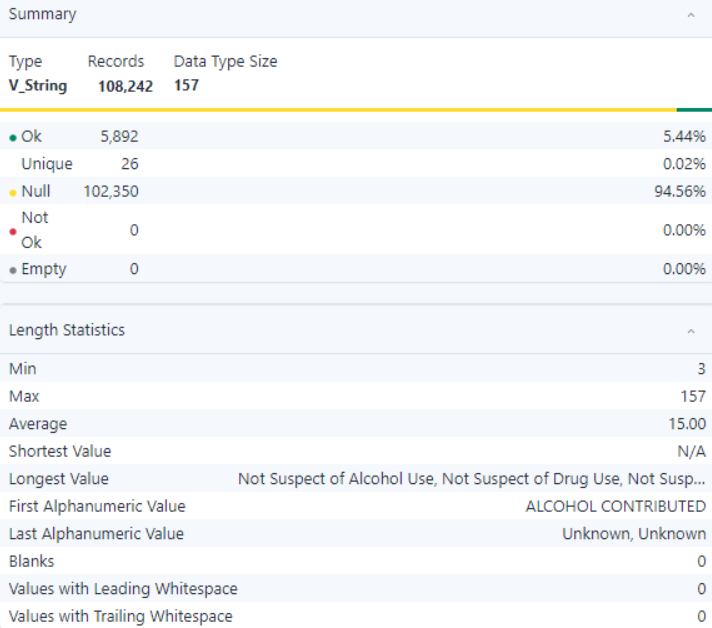 Summary
Type Records Data Type Size
V_String 108,242 157
Ok 5,892 5.44%
Unique 26 0.02%
Null 102,350 94.56%
Not
Ok 0 0.00%
Empty 0 0.00%
Length Statistics
Min 3
Max 157
Average 15.00
Shortest Value N/A
Longest Value Not Suspect of Alcohol Use, Not Suspect of Drug Use, Not Susp...
First Alphanumeric Value ALCOHOL CONTRIBUTED
Last Alphanumeric Value Unknown, Unknown
Blanks 0
Values with Leading Whitespace 0
Values with Trailing Whitespace 0